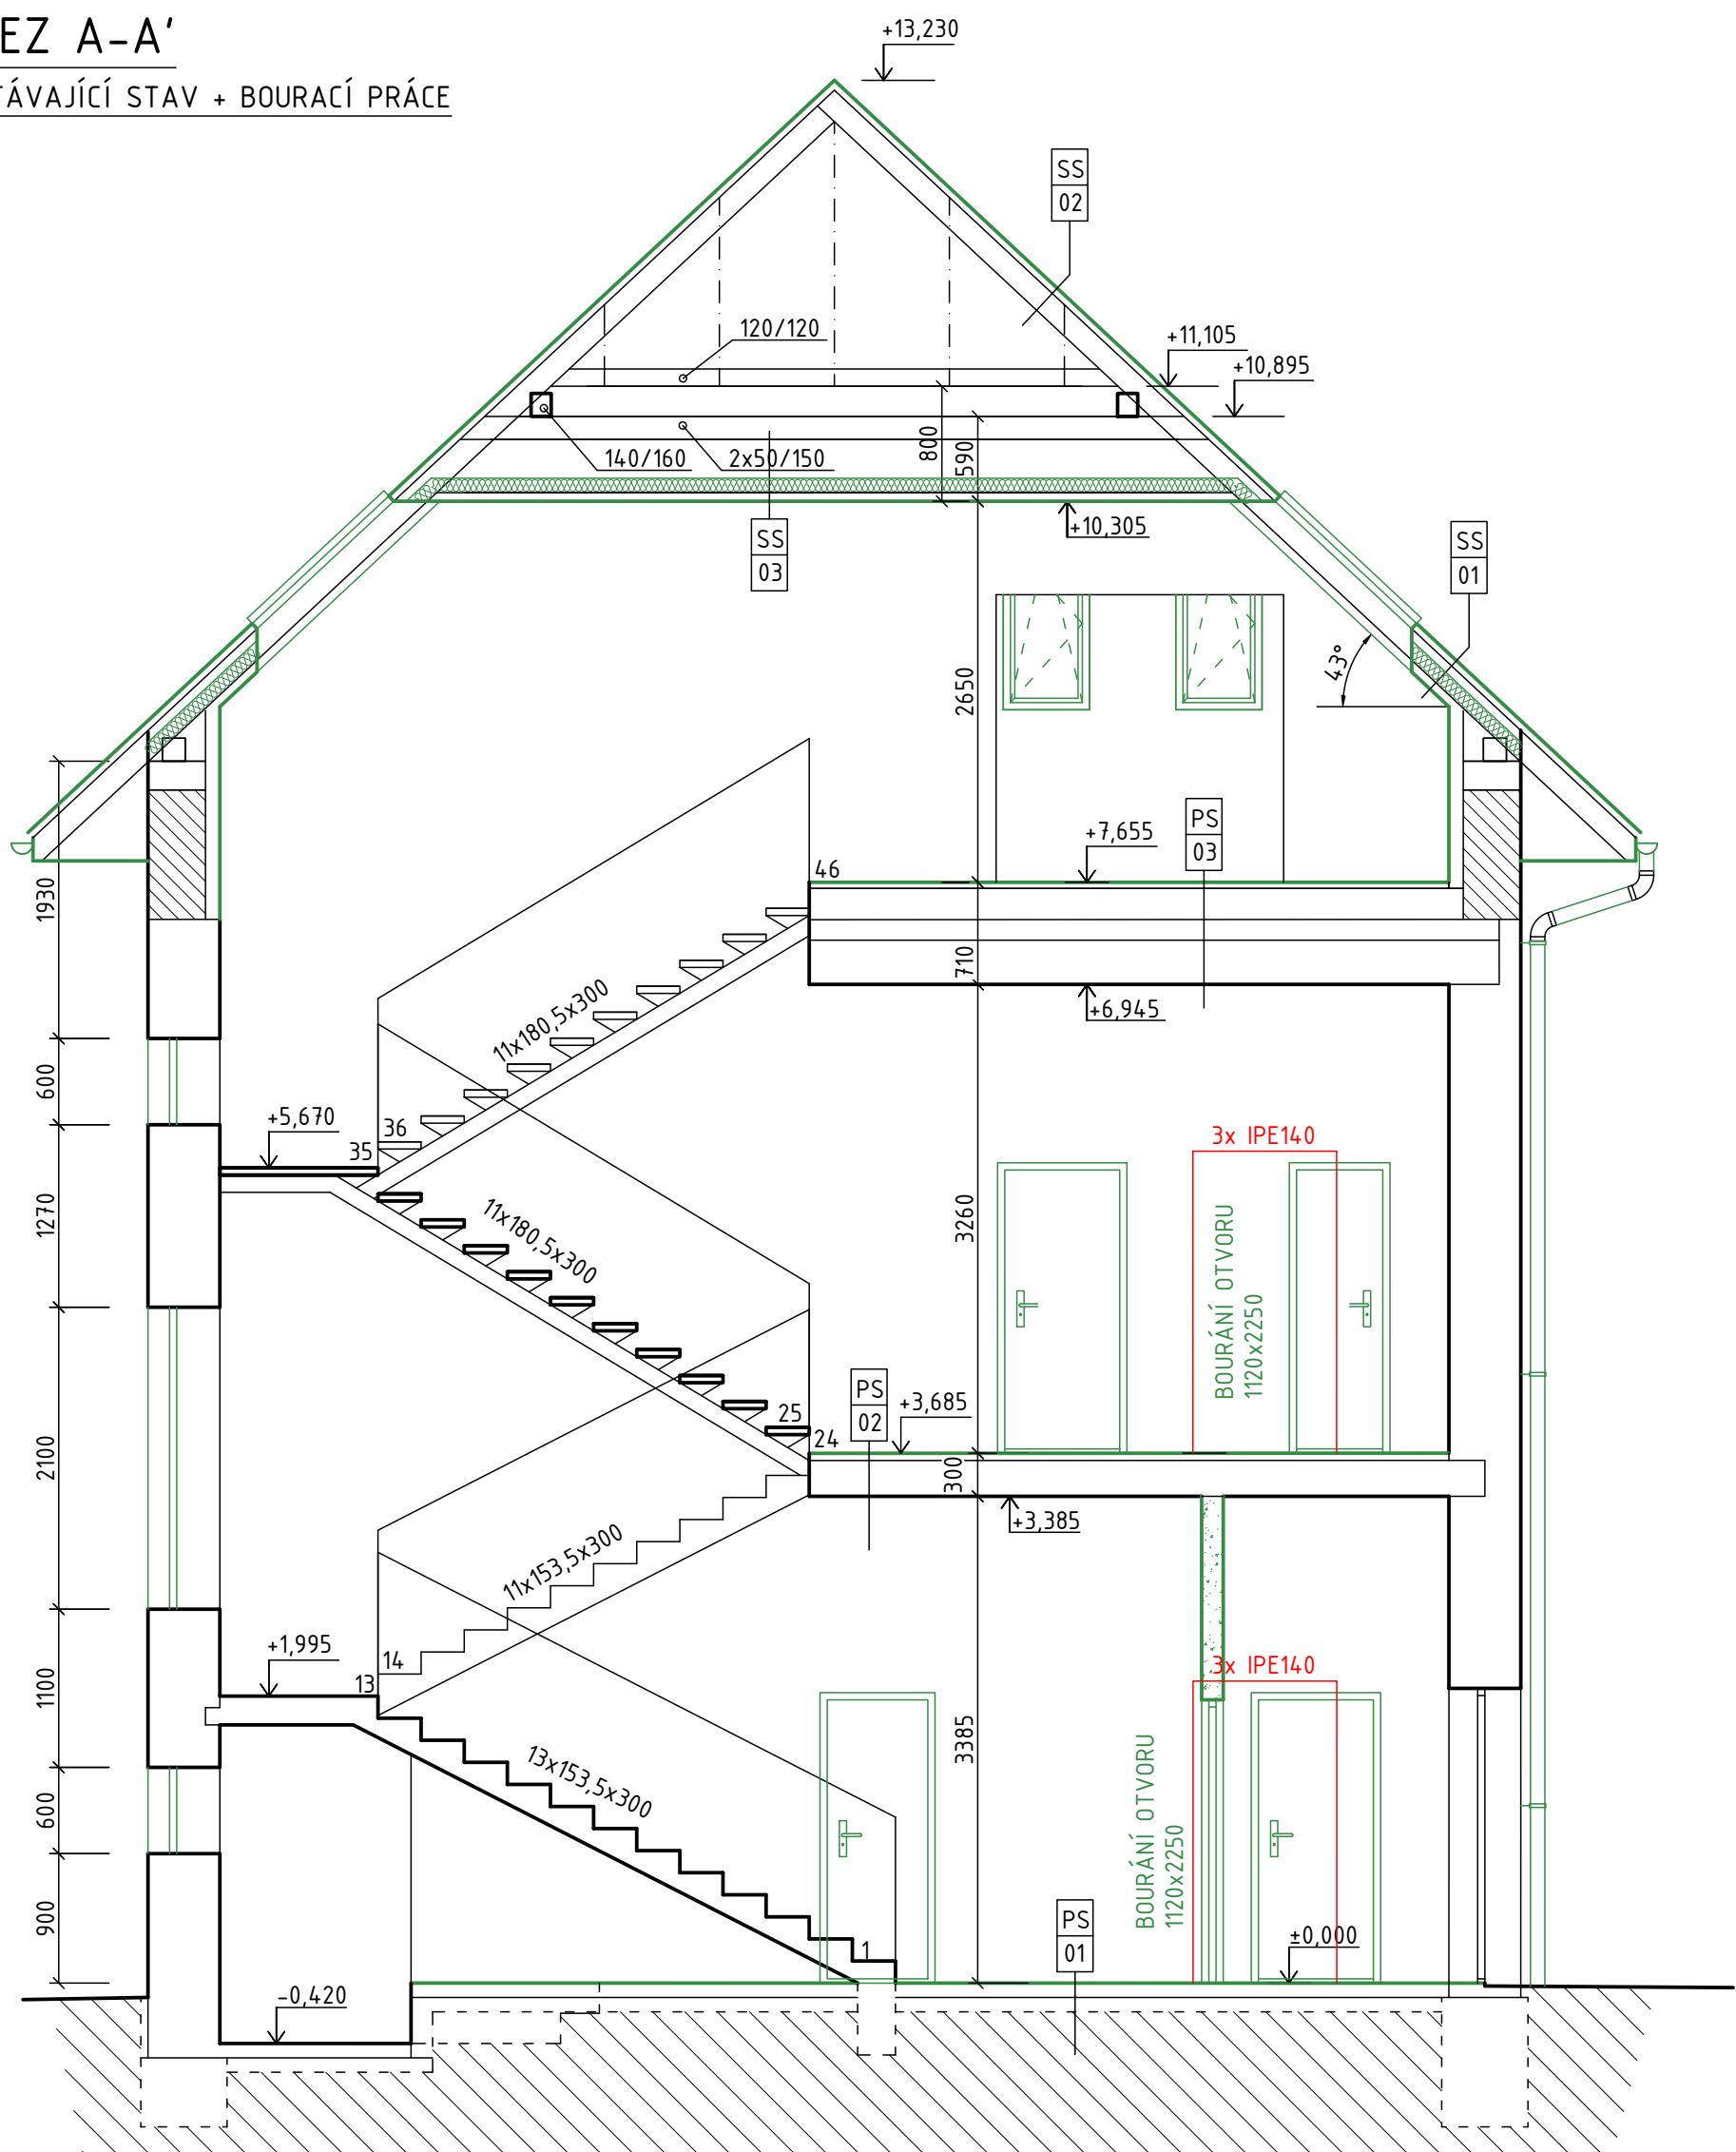 EZ A-A'
TÁVAJÍCÍ STAV + BOURACÍ PRÁCE
+13,230
SS
02
120/120
+11,105
+10,895
800
590
140/160
2x50/150
+10,305
SS
03
SS
01
43°
2650
+7,655
PS
03
46
1930
710
+6,945
11x180,5x300
600
+5,670
36
35
3x IPE140
1270
11x180,5x300
3260
BOURÁNÍ OTVORU
1120x2250
PS
02
+3,685
25
24
2100
300
+3,385
11x153,5x300
+1,995
14
13
3x IPE140
1100
3385
13x153,5x300
BOURÁNÍ OTVORU
1120x2250
600
900
PS
01
±0,000
1
-0,420